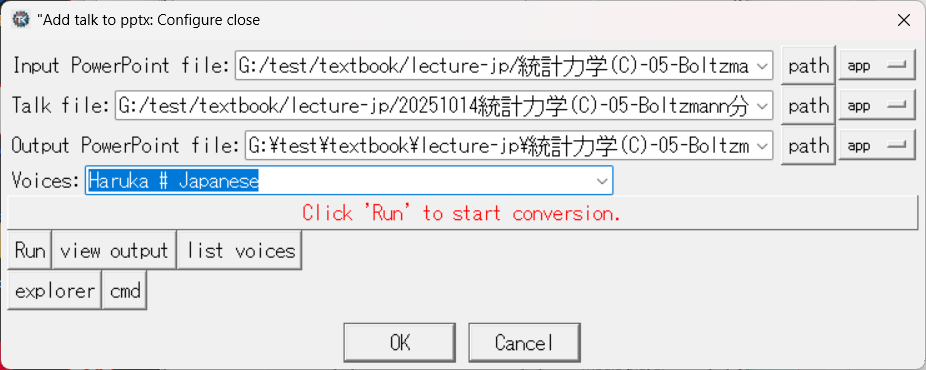 "Add talk to pptx: Configure close
Input PowerPoint file: G:/test/textbook/lecture-jp/統計力学(C)-05-Boltzma path app
Talk file: G:/test/textbook/lecture-jp/20251014統計力学(C)-05-Boltzmann分 path app
Output PowerPoint file: G:¥test¥textbook¥lecture-jp¥統計力学(C)-05-Boltzm path app
Voices: Haruka # Japanese
Click 'Run' to start conversion.
Run view output list voices
explorer cmd
OK Cancel